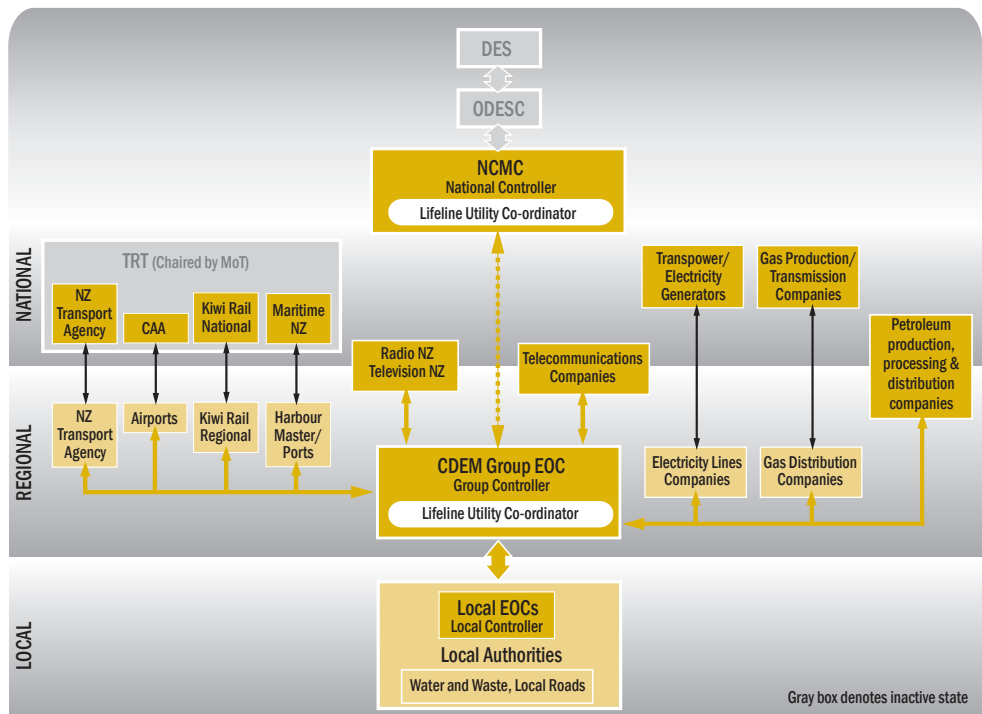 DES
ODESC
NCMC
National Controller
Lifeline Utility Co-ordinator
NATIONAL
TRT (Chaired by MoT)
NZ
Transport
Agency
CAA
Kiwi Rail
National
Maritime
NZ
Radio NZ
Television NZ
Telecommunications
Companies
Transpower/
Electricity
Generators
Gas Production/
Transmission
Companies
Petroleum
production,
processing &
distribution
companies
REGIONAL
NZ
Transport
Agency
Airports
Kiwi Rail
Regional
Harbour
Master/
Ports
CDEM Group EOC
Group Controller
Lifeline Utility Co-ordinator
Electricity Lines
Companies
Gas Distribution
Companies
LOCAL
Local EOCs
Local Controller
Local Authorities
Water and Waste, Local Roads
Gray box denotes inactive state